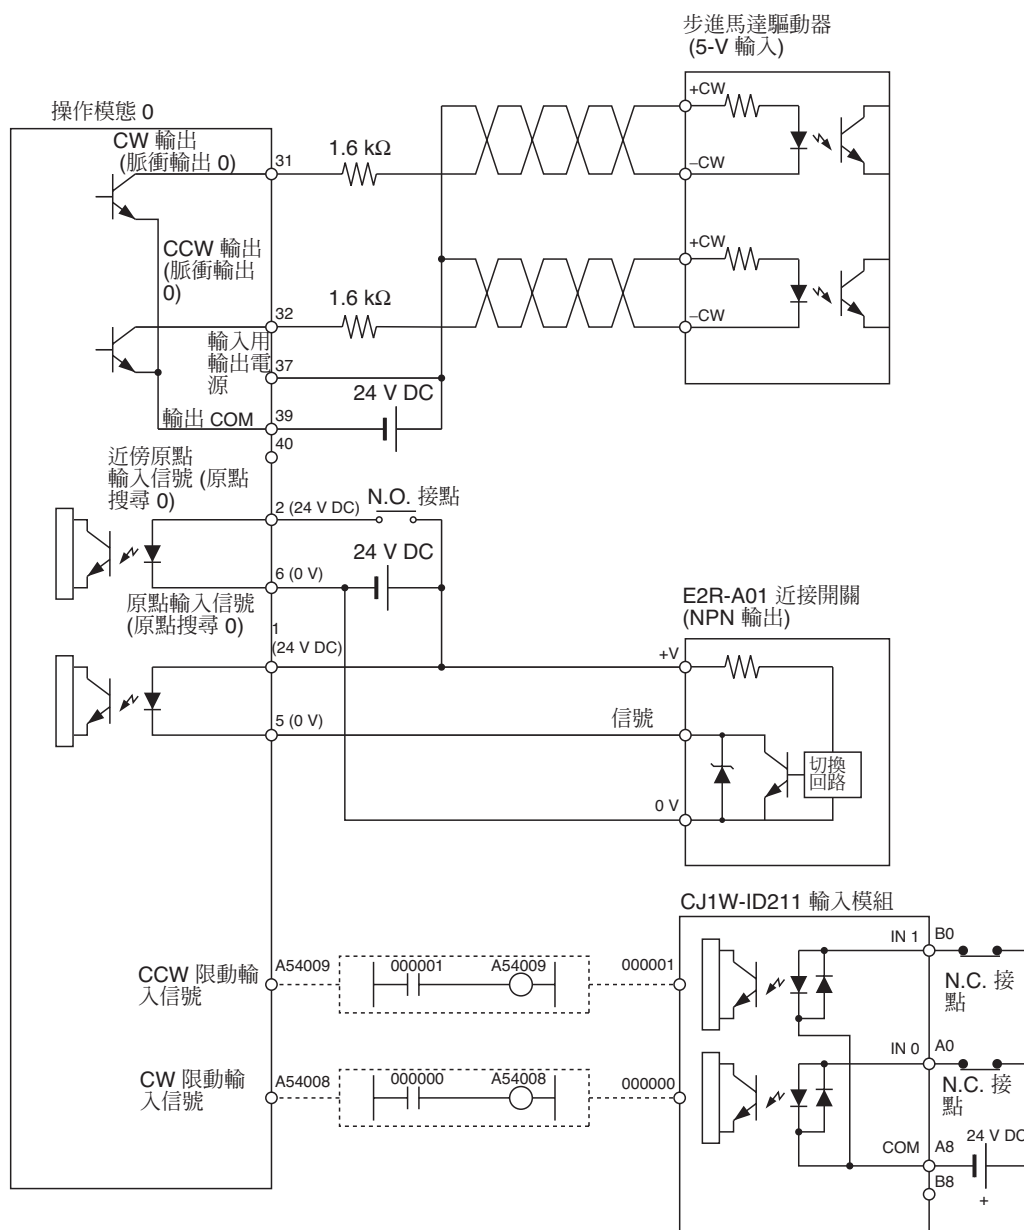 步進馬達驅動器
(5-V 輸入)
操作模態 0
CW 輸出
(脈衝輸出 0)
31
1.6 kΩ
+CW
–CW
CCW 輸出
(脈衝輸出
0)
+CW
–CW
32
1.6 kΩ
輸入用
輸出電
源
37
24 V DC
輸出 COM
39
40
近傍原點
輸入信號 (原點
搜尋 0)
2 (24 V DC)
N.O. 接點
24 V DC
6 (0 V)
原點輸入信號
(原點搜尋 0)
1
(24 V DC)
5 (0 V)
E2R-A01 近接開關
(NPN 輸出)
+V
信號
切換
回路
0 V
CJ1W-ID211 輸入模組
CCW 限動輸
入信號
A54009
000001
A54009
000001
IN 1
B0
N.C. 接
點
CW 限動輸
入信號
A54008
000000
A54008
000000
IN 0
A0
N.C. 接
點
COM
A8
24 V DC
B8
+